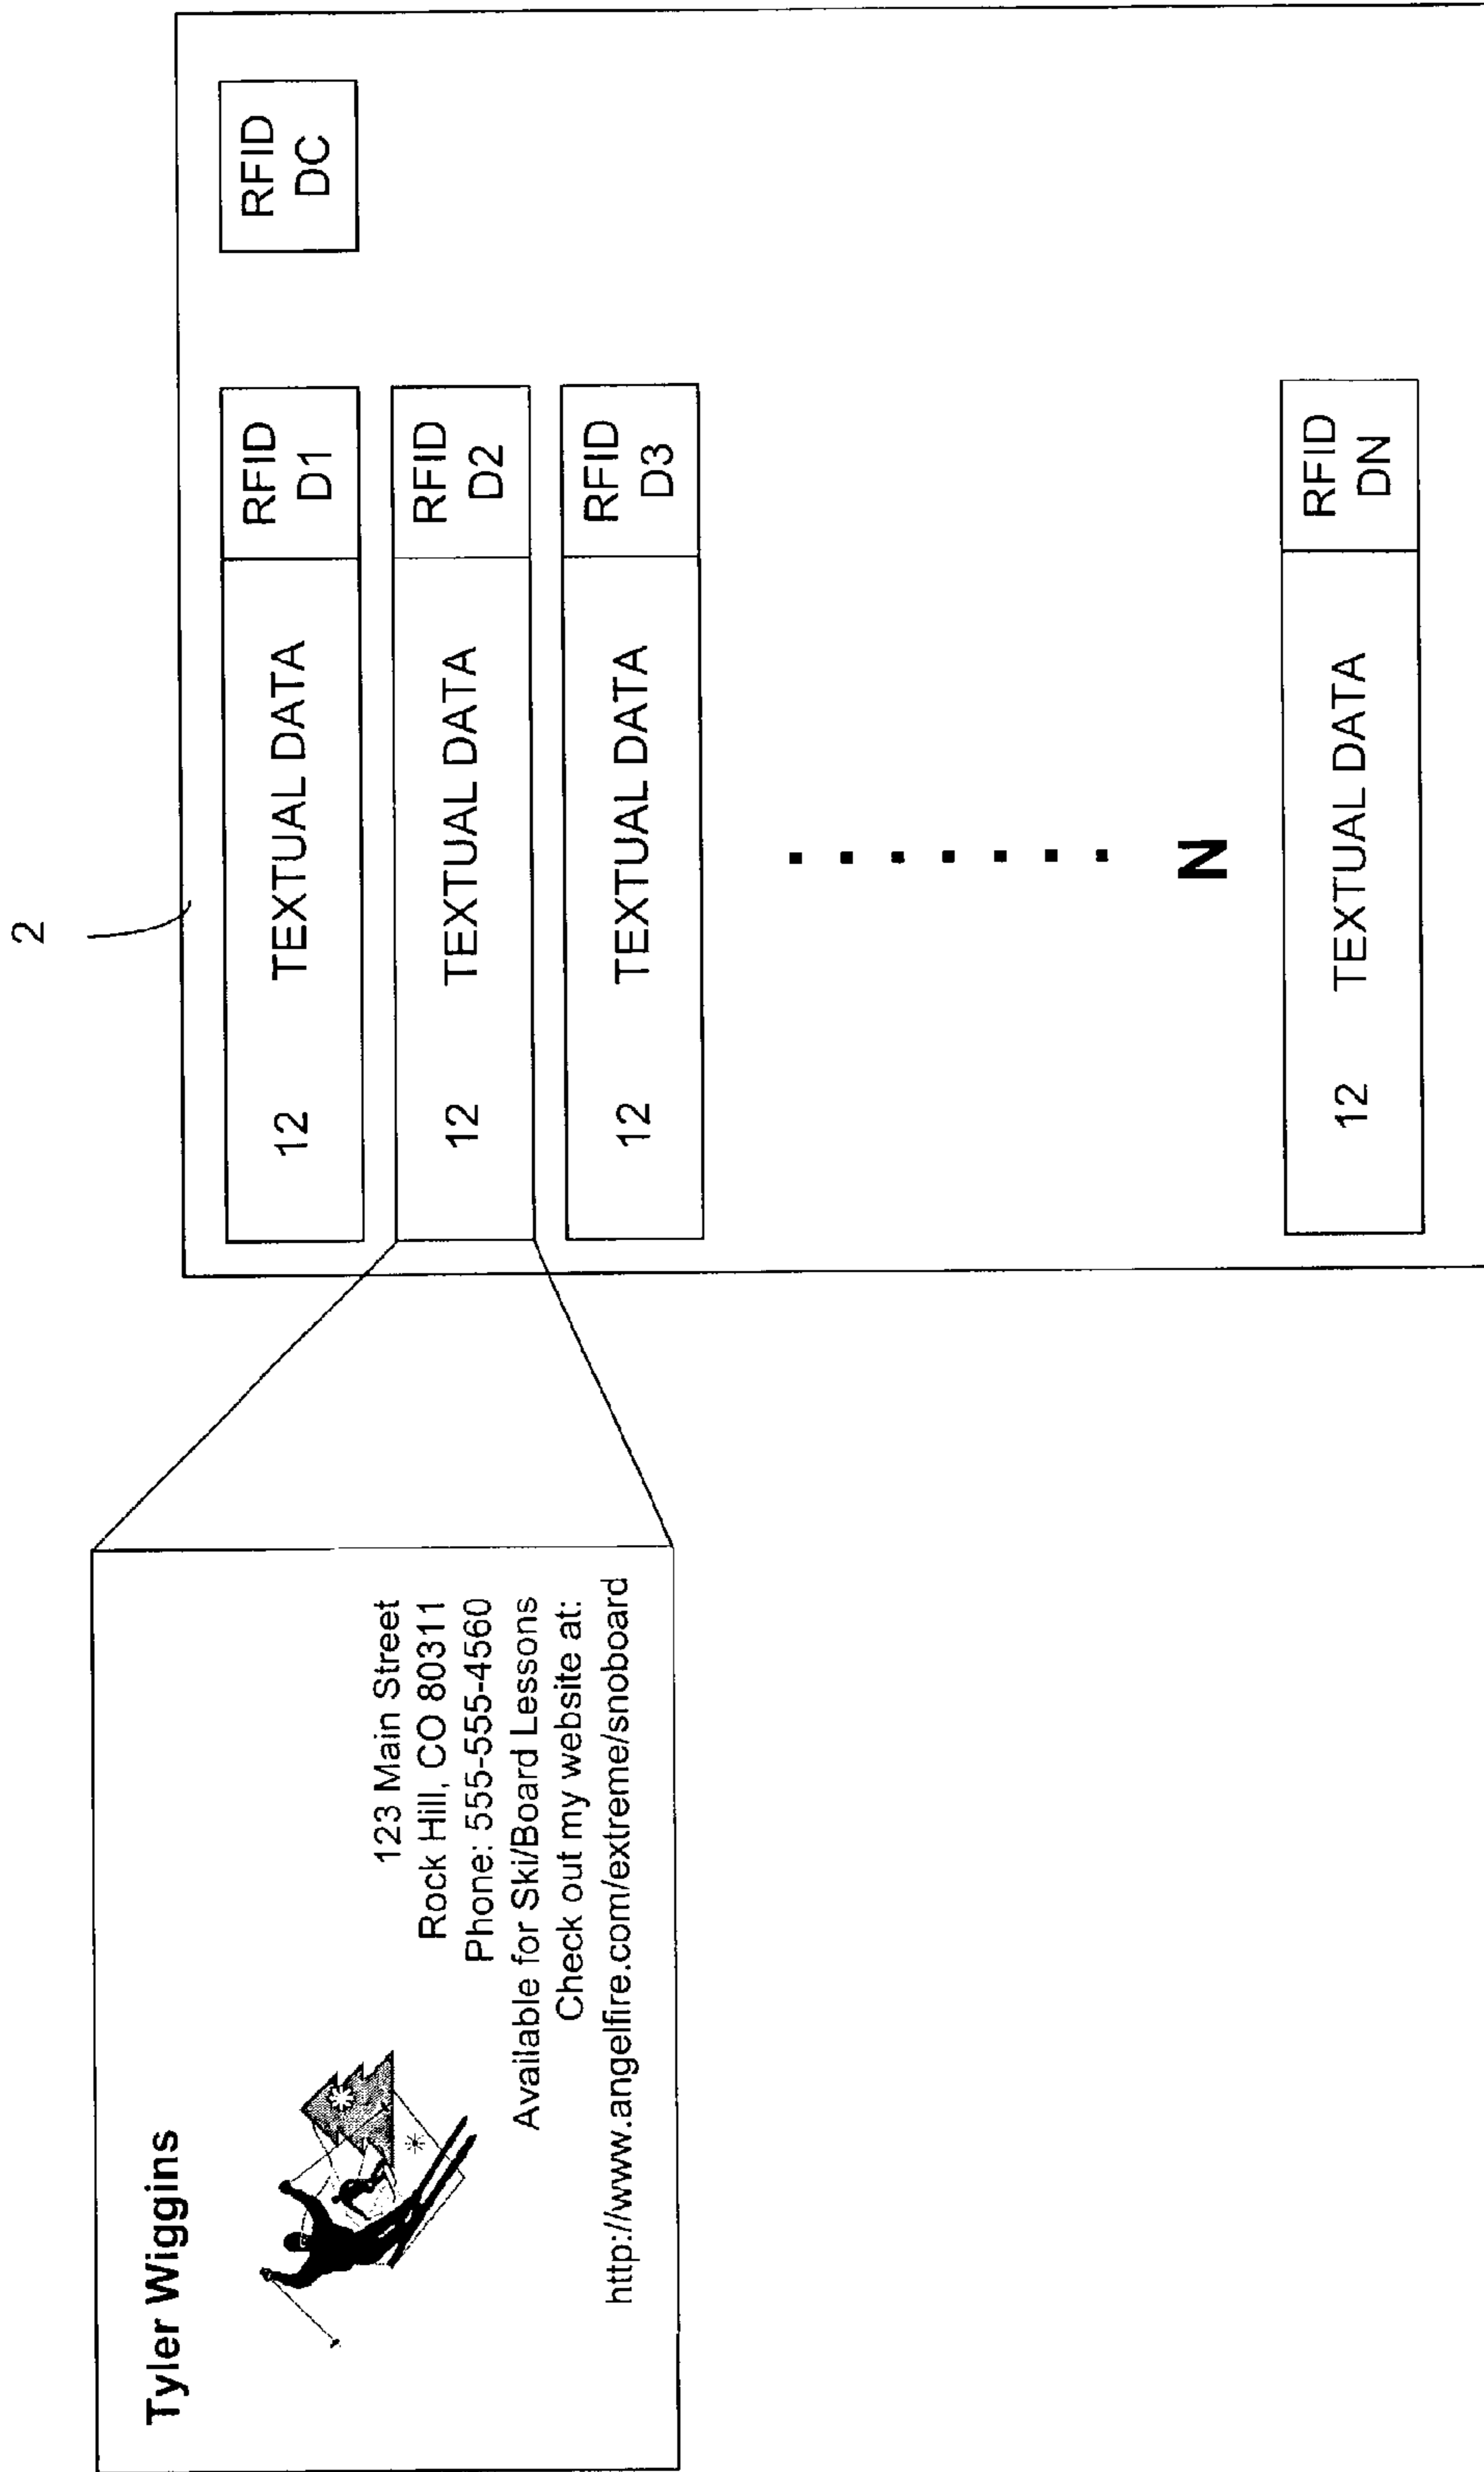 2
Tyler Wiggins
123 Main Street
Rock Hill, CO 80311
Phone: 555-555-4560
Available for Ski/Board Lessons
Check out my website at:
http://www.angelfire.com/extreme/snoboard
12 TEXTUAL DATA
RFID
D1
RFID
DC
12 TEXTUAL DATA
RFID
D2
12 TEXTUAL DATA
RFID
D3
N
12 TEXTUAL DATA
RFID
DN